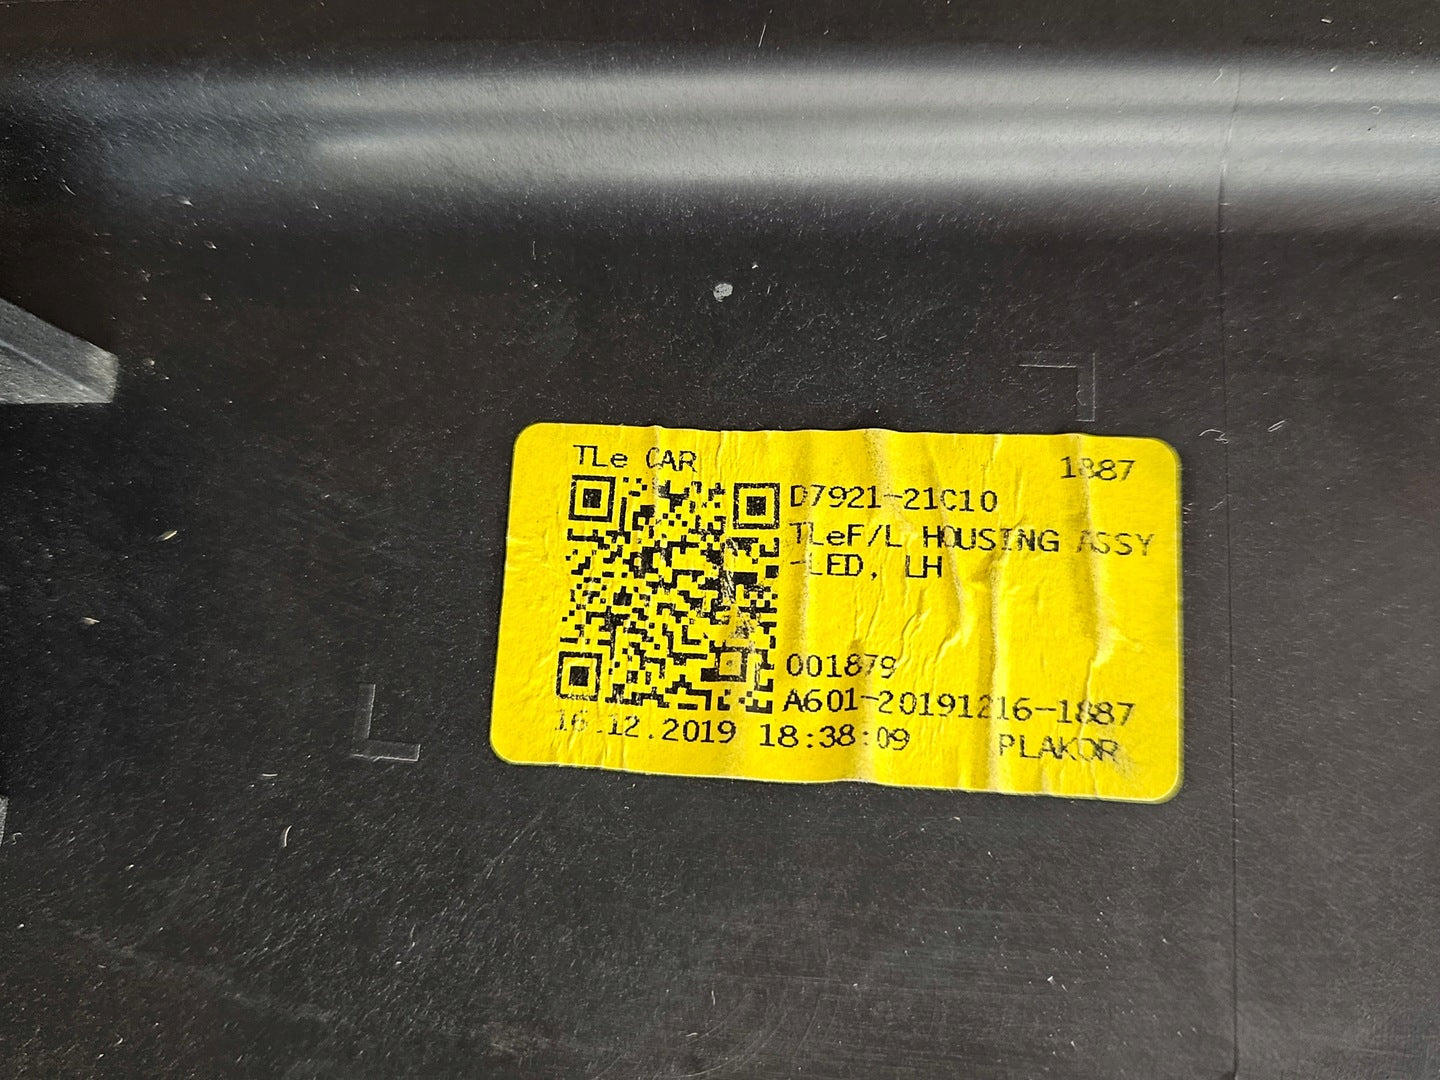 TLe CAR 1887
D7921-21C10
TLeF/L HOUSING ASSY
-LED, LH
001879
A601-20191216-1887
16.12.2019 18:38:09 PLAKOR